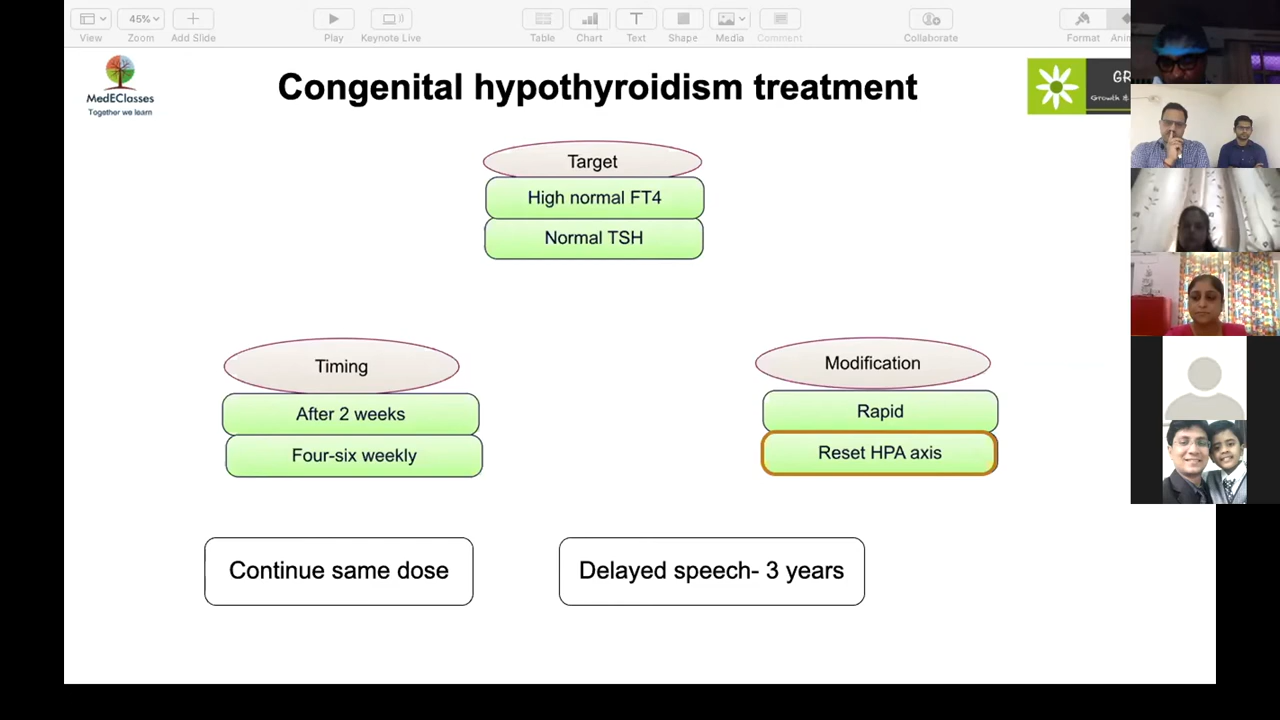 45%
View
Zoom
Add Slide
Play
Keynote Live
Table
Chart
Text
Shape
Media
Comment
Collaborate
Format
MedEClasses
Together we learn
Congenital hypothyroidism treatment
Target
High normal FT4
Normal TSH
Timing
After 2 weeks
Four-six weekly
Modification
Rapid
Reset HPA axis
Continue same dose
Delayed speech- 3 years